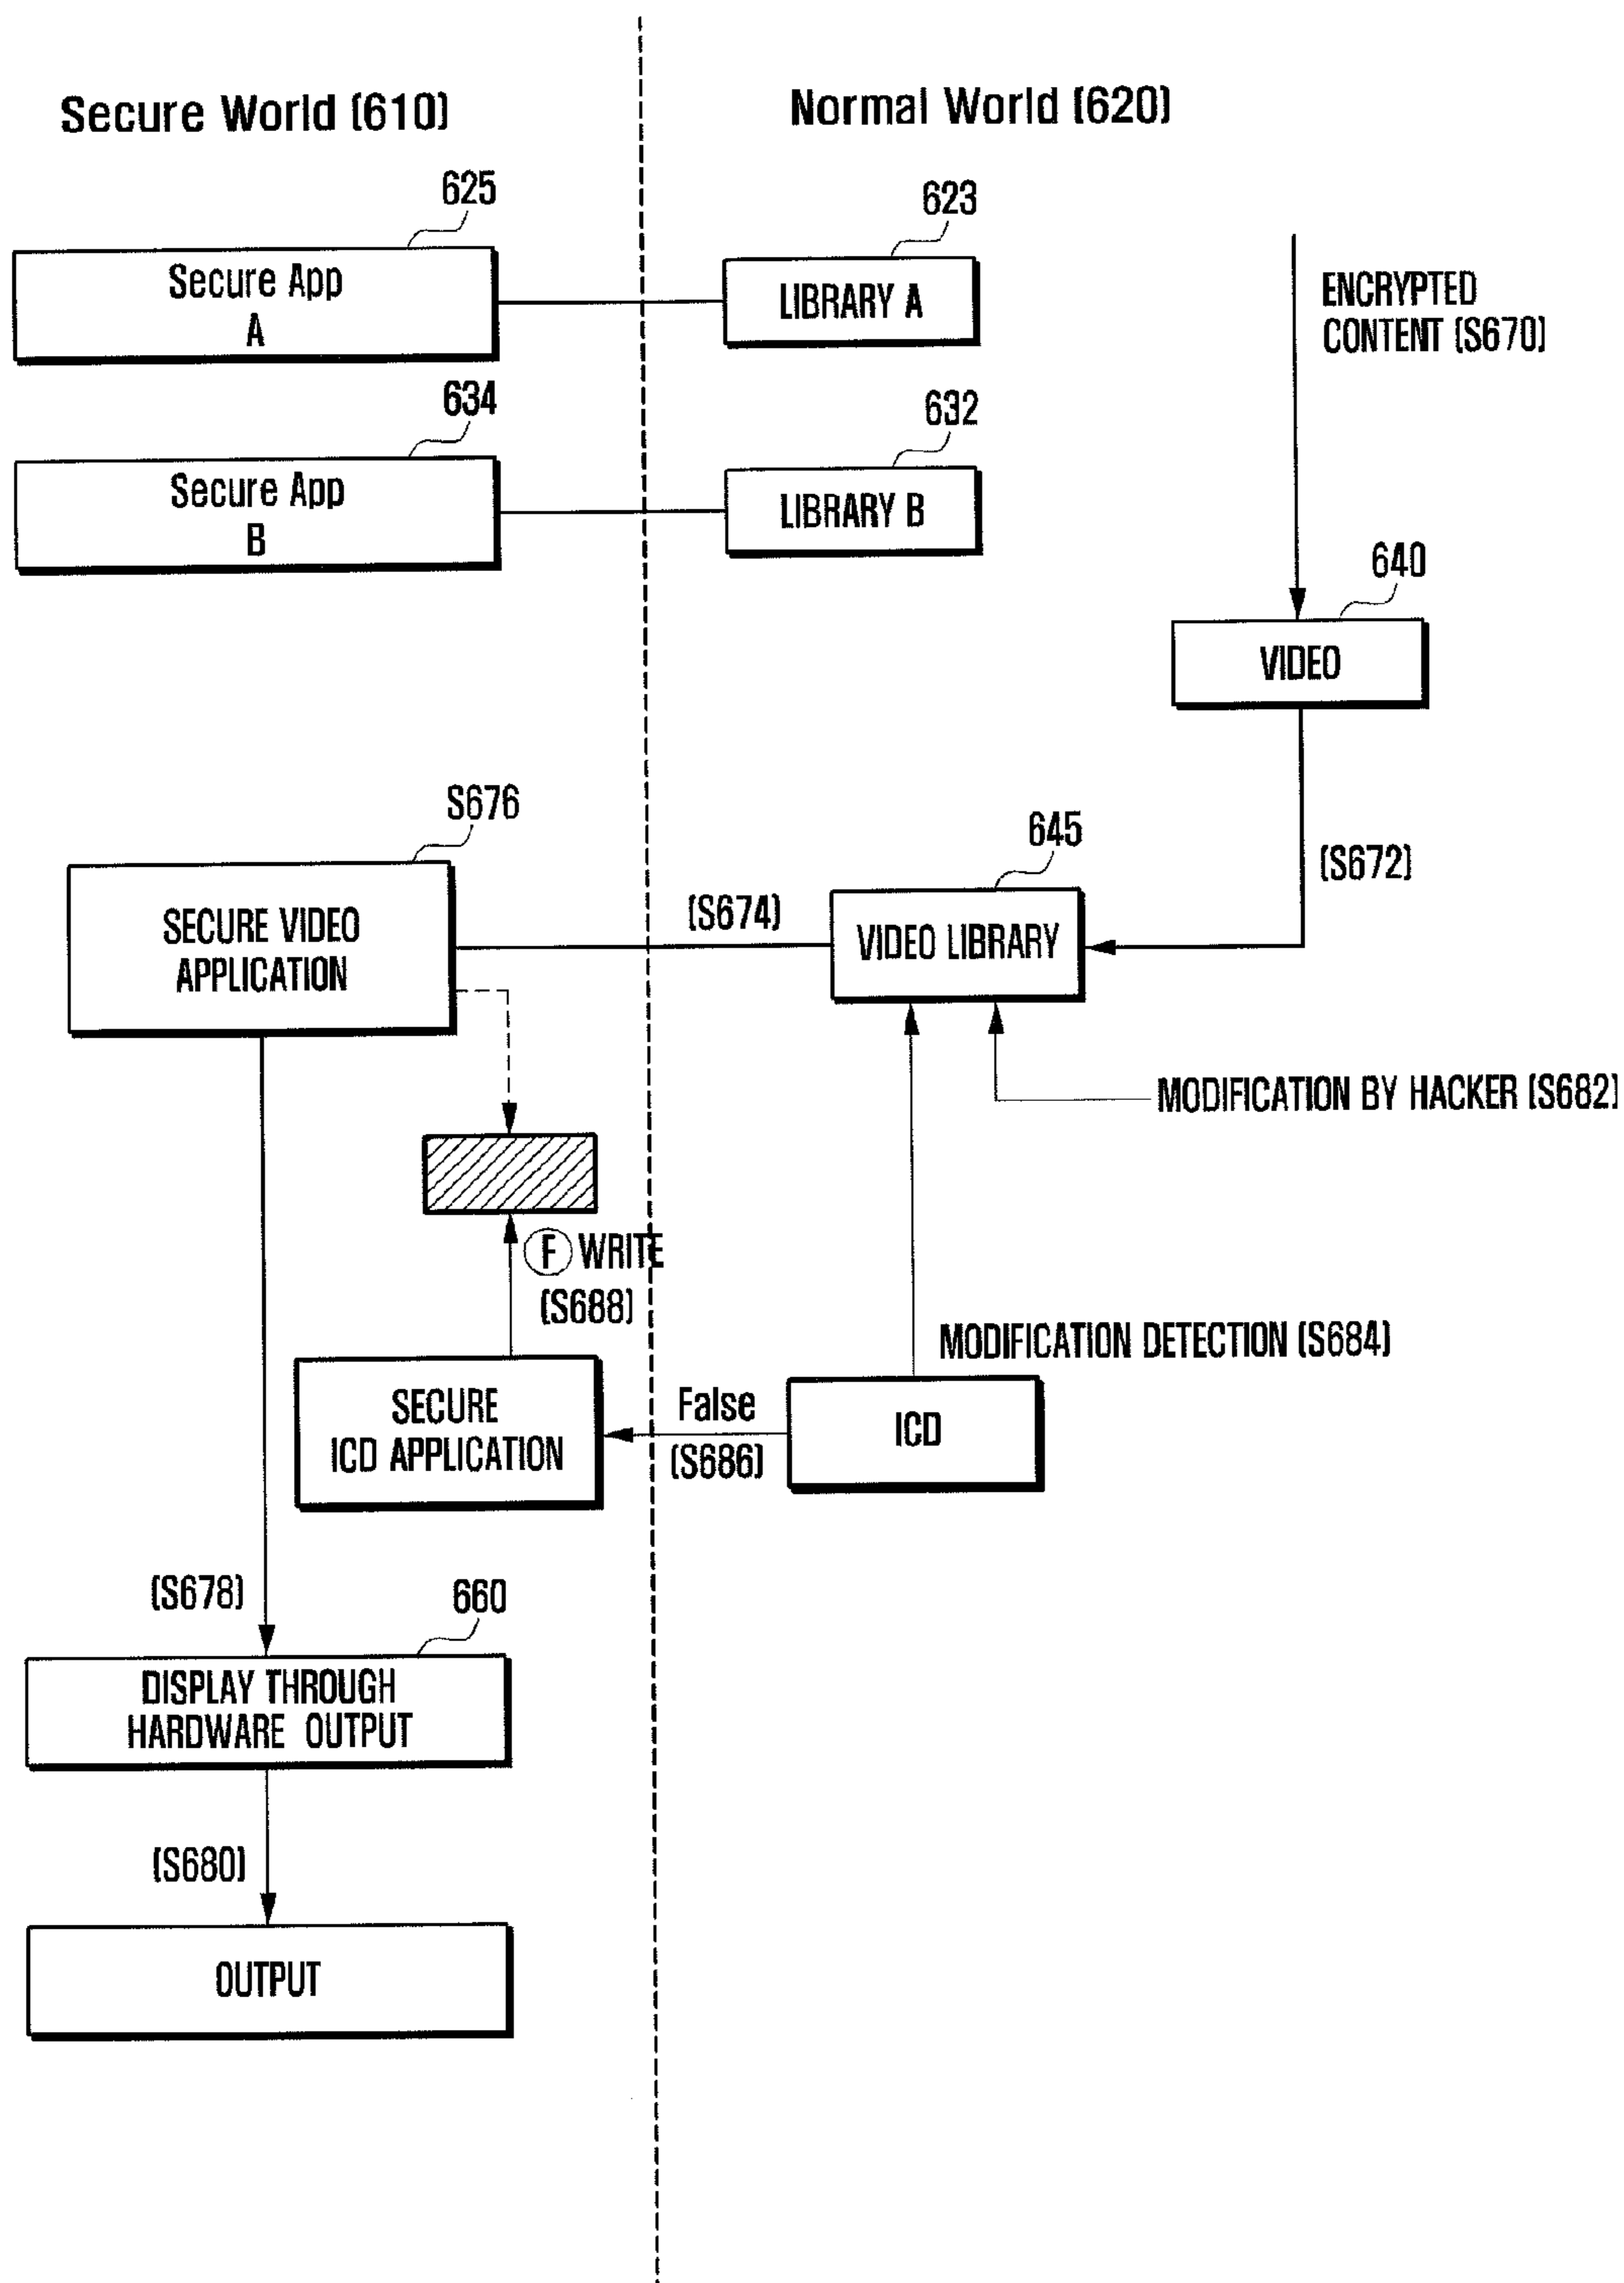 Secure World (610)
Normal World (620)
625
Secure App
A
623
LIBRARY A
ENCRYPTED
CONTENT (S670)
634
Secure App
B
632
LIBRARY B
640
VIDEO
(S672)
S676
SECURE VIDEO
APPLICATION
(S674)
645
VIDEO LIBRARY
MODIFICATION BY HACKER (S682)
F WRITE
(S688)
MODIFICATION DETECTION (S684)
SECURE
ICD APPLICATION
False
(S686)
ICD
(S678)
660
DISPLAY THROUGH
HARDWARE OUTPUT
(S680)
OUTPUT